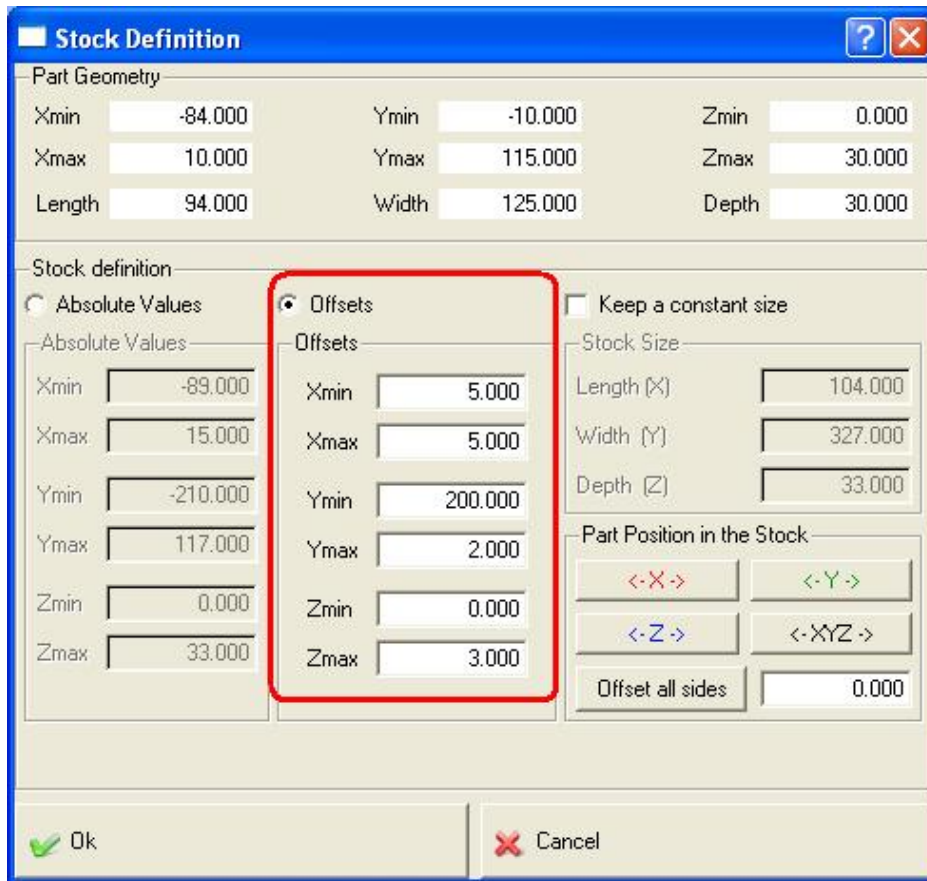 Stock Definition
Part Geometry
Xmin -84.000 Ymin -10.000 Zmin 0.000
Xmax 10.000 Ymax 115.000 Zmax 30.000
Length 94.000 Width 125.000 Depth 30.000
Stock definition
Absolute Values Offsets Keep a constant size
Absolute Values Offsets Stock Size
Xmin -89.000 Xmin 5.000 Length (X) 104.000
Xmax 15.000 Xmax 5.000 Width (Y) 327.000
Ymin -210.000 Ymin 200.000 Depth (Z) 33.000
Ymax 117.000 Ymax 2.000 Part Position in the Stock
<-X-> <-Y->
Zmin 0.000 Zmin 0.000
<-Z-> <-XYZ->
Zmax 33.000 Zmax 3.000
Offset all sides 0.000
Ok Cancel